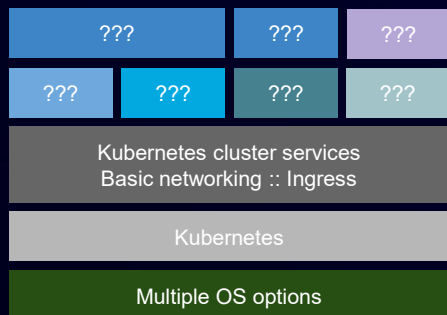 ??? ??? ???
??? ??? ??? ???
Kubernetes cluster services
Basic networking :: Ingress
Kubernetes
Multiple OS options